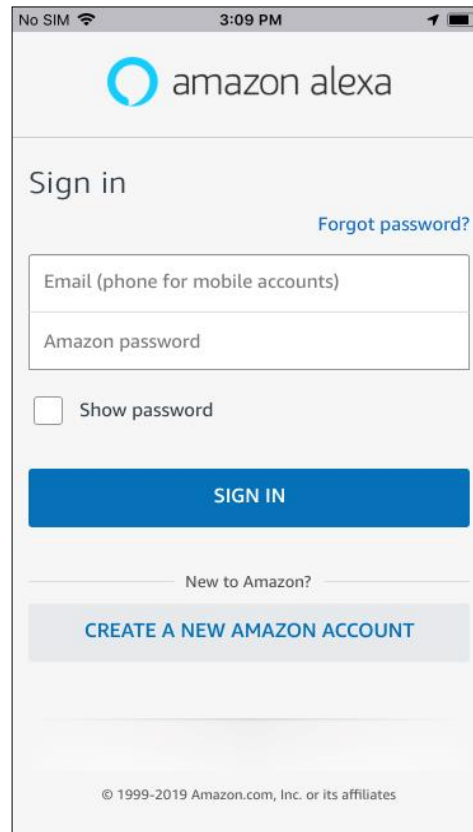 No SIM 3:09 PM
amazon alexa
Sign in
Forgot password?
Email (phone for mobile accounts)
Amazon password
Show password
SIGN IN
New to Amazon?
CREATE A NEW AMAZON ACCOUNT
© 1999-2019 Amazon.com, Inc. or its affiliates